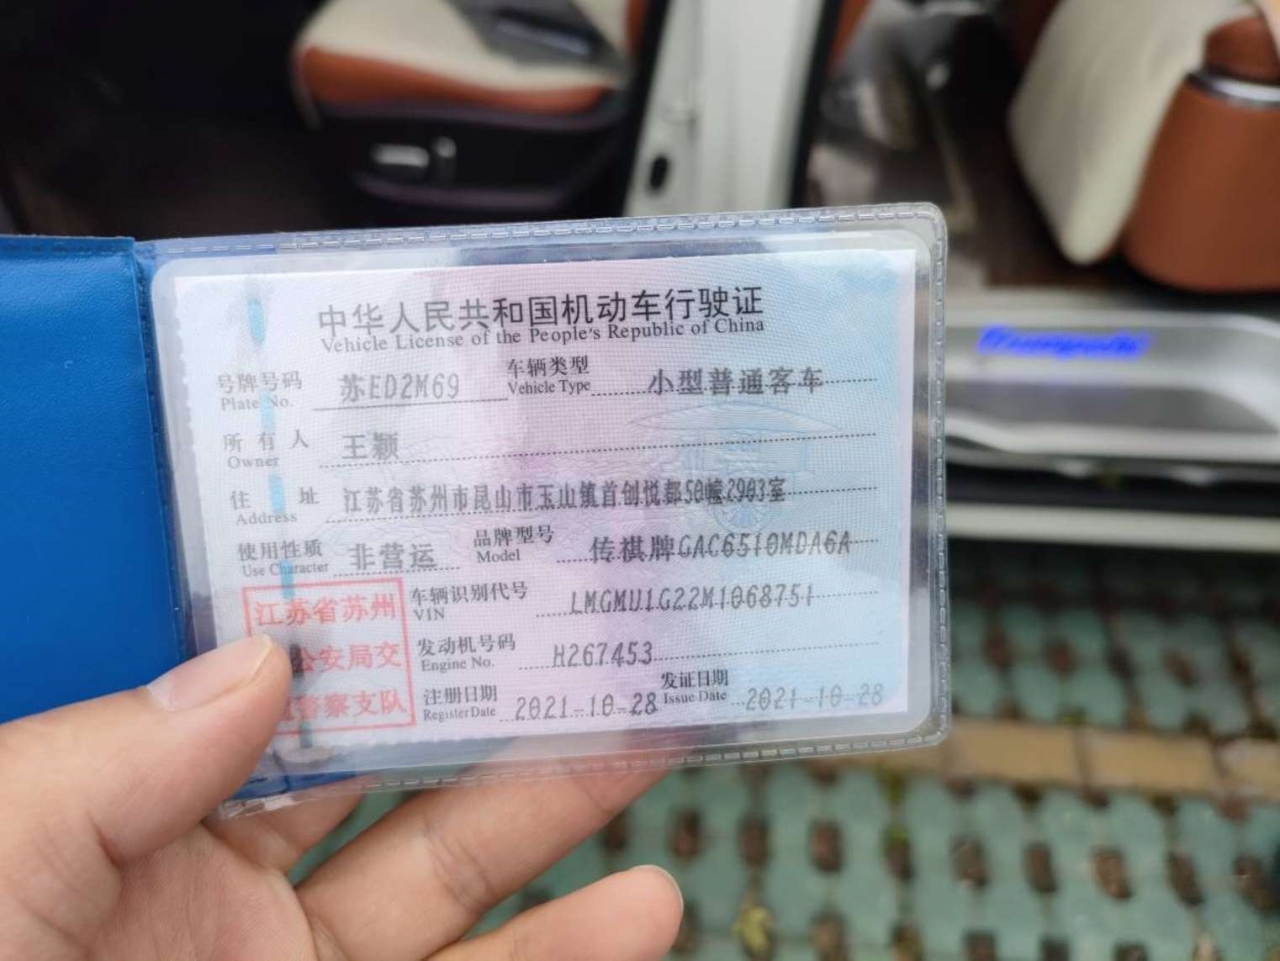 中华人民共和国机动车行驶证
Vehicle License of the People's Republic of China
号牌号码 苏ED2M69 车辆类型 小型普通客车
Plate No. Vehicle Type
所有人 王颖
Owner
住址 江苏省苏州市昆山市玉山镇首创悦都50幢2903室
Address
使用性质 非营运 品牌型号 传祺牌GAC6510MDA6A
Use Character Model
江苏省苏州
公安局交
警察支队
车辆识别代号 LMGMU1G22M1068751
VIN
发动机号码 H267453
Engine No.
注册日期 2021-10-28 发证日期 2021-10-28
Register Date Issue Date